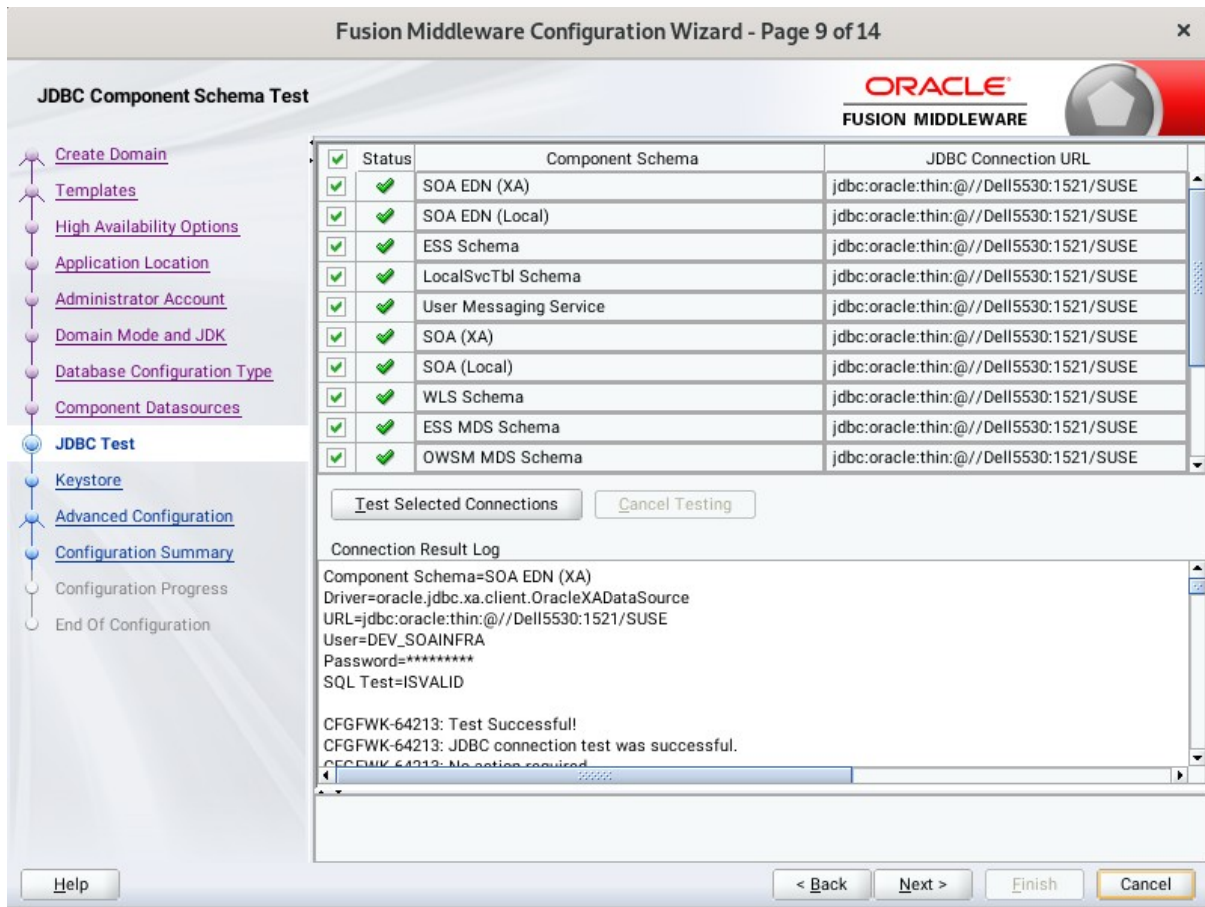 Fusion Middleware Configuration Wizard - Page 9 of 14
JDBC Component Schema Test
ORACLE
FUSION MIDDLEWARE
Create Domain
Templates
High Availability Options
Application Location
Administrator Account
Domain Mode and JDK
Database Configuration Type
Component Datasources
JDBC Test
Keystore
Advanced Configuration
Configuration Summary
Configuration Progress
End Of Configuration
Status Component Schema JDBC Connection URL
SOA EDN (XA) jdbc:oracle:thin:@//Dell5530:1521/SUSE
SOA EDN (Local) jdbc:oracle:thin:@//Dell5530:1521/SUSE
ESS Schema jdbc:oracle:thin:@//Dell5530:1521/SUSE
LocalSvcTbl Schema jdbc:oracle:thin:@//Dell5530:1521/SUSE
User Messaging Service jdbc:oracle:thin:@//Dell5530:1521/SUSE
SOA (XA) jdbc:oracle:thin:@//Dell5530:1521/SUSE
SOA (Local) jdbc:oracle:thin:@//Dell5530:1521/SUSE
WLS Schema jdbc:oracle:thin:@//Dell5530:1521/SUSE
ESS MDS Schema jdbc:oracle:thin:@//Dell5530:1521/SUSE
OWSM MDS Schema jdbc:oracle:thin:@//Dell5530:1521/SUSE
Test Selected Connections Cancel Testing
Connection Result Log
Component Schema=SOA EDN (XA)
Driver=oracle.jdbc.xa.client.OracleXADataSource
URL=jdbc:oracle:thin:@//Dell5530:1521/SUSE
User=DEV_SOAINFRA
Password=*********
SQL Test=ISVALID
CFGFWK-64213: Test Successful!
CFGFWK-64213: JDBC connection test was successful.
CFGFWK-64213: No action required
Help < Back Next > Finish Cancel